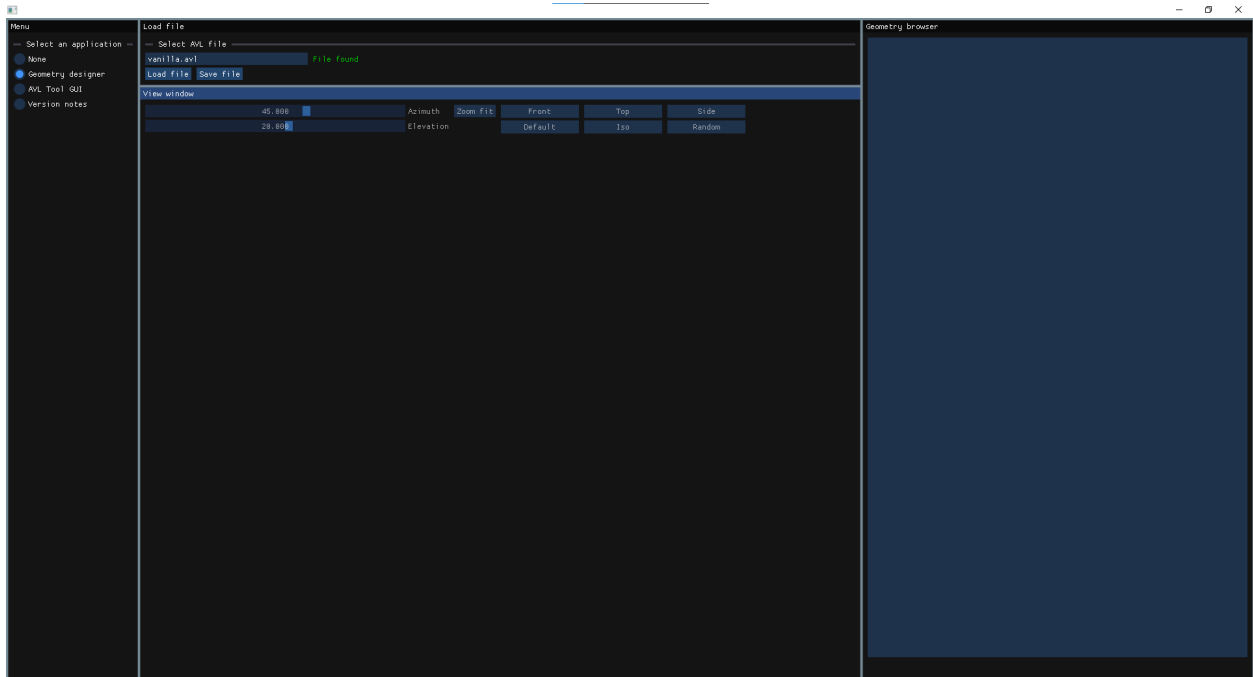 Menu
Select an application
None
Geometry designer
AVL Tool GUI
Version notes
Load file
Select AVL file
vanilla.avl File found
Load file Save file
View window
45.000 Azimuth Zoom fit Front Top Side
20.000 Elevation Default Iso Random
Geometry browser